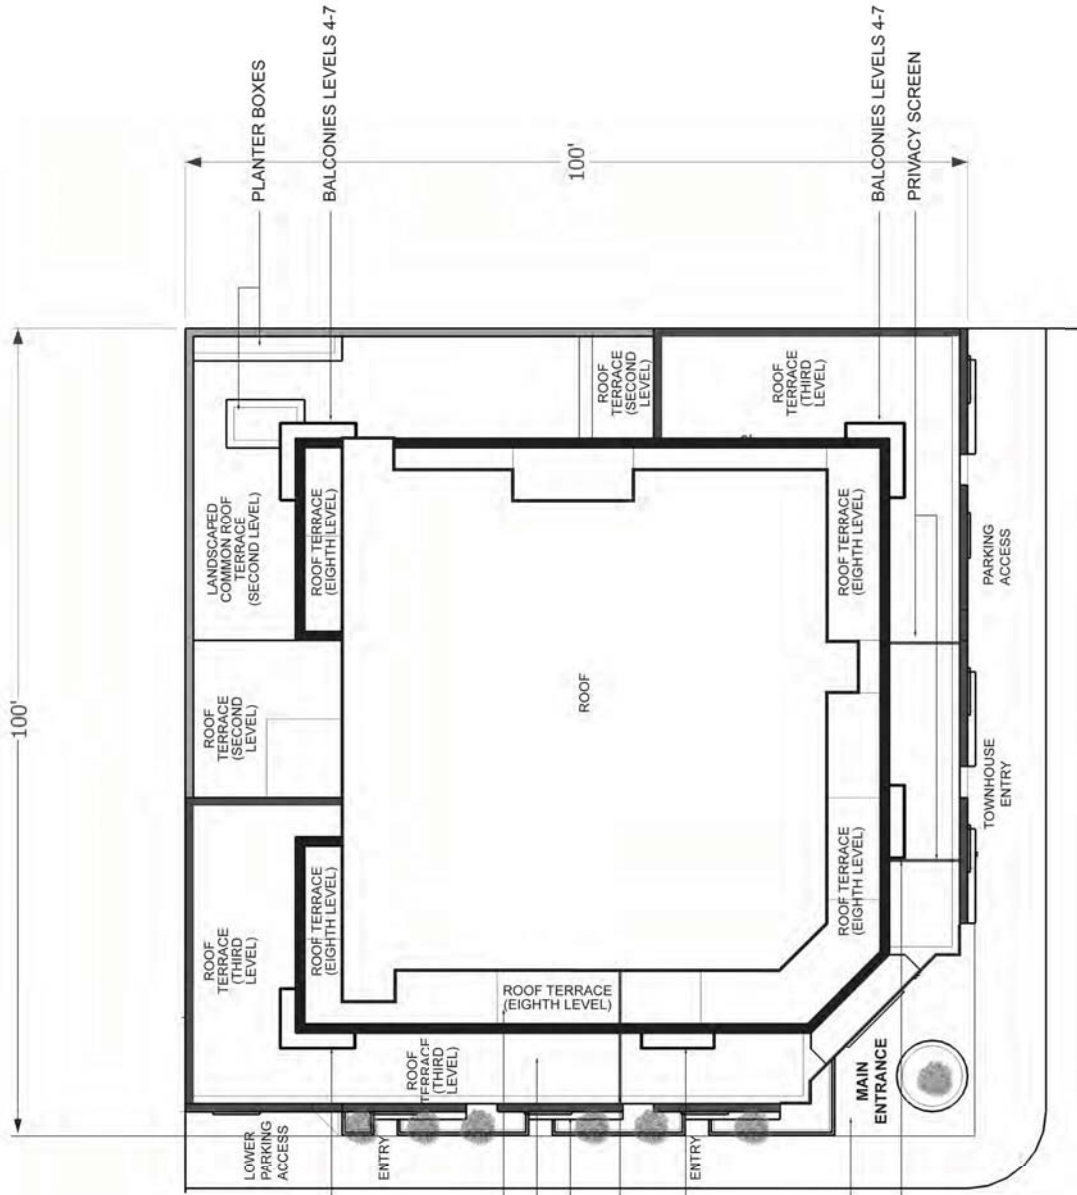 PLANTER BOXES
BALCONIES LEVELS 4-7
BALCONIES LEVELS 4-7
PRIVACY SCREEN
100'
100'
LANDSCAPED
COMMON ROOF
TERRACE
(SECOND LEVEL)
ROOF TERRACE
(EIGHTH LEVEL)
ROOF
TERRACE
(SECOND
LEVEL)
ROOF
TERRACE
(THIRD
LEVEL)
ROOF TERRACE
(EIGHTH LEVEL)
PARKING
ACCESS
ROOF
TERRACE
(SECOND
LEVEL)
ROOF
TOWNHOUSE
ENTRY
ROOF
TERRACE
(THIRD
LEVEL)
ROOF TERRACE
(EIGHTH LEVEL)
ROOF TERRACE
(EIGHTH LEVEL)
ROOF TERRACE
(EIGHTH LEVEL)
ROOF
TERRACE
(THIRD
LEVEL)
MAIN
ENTRANCE
LOWER
PARKING
ACCESS
ENTRY
ENTRY